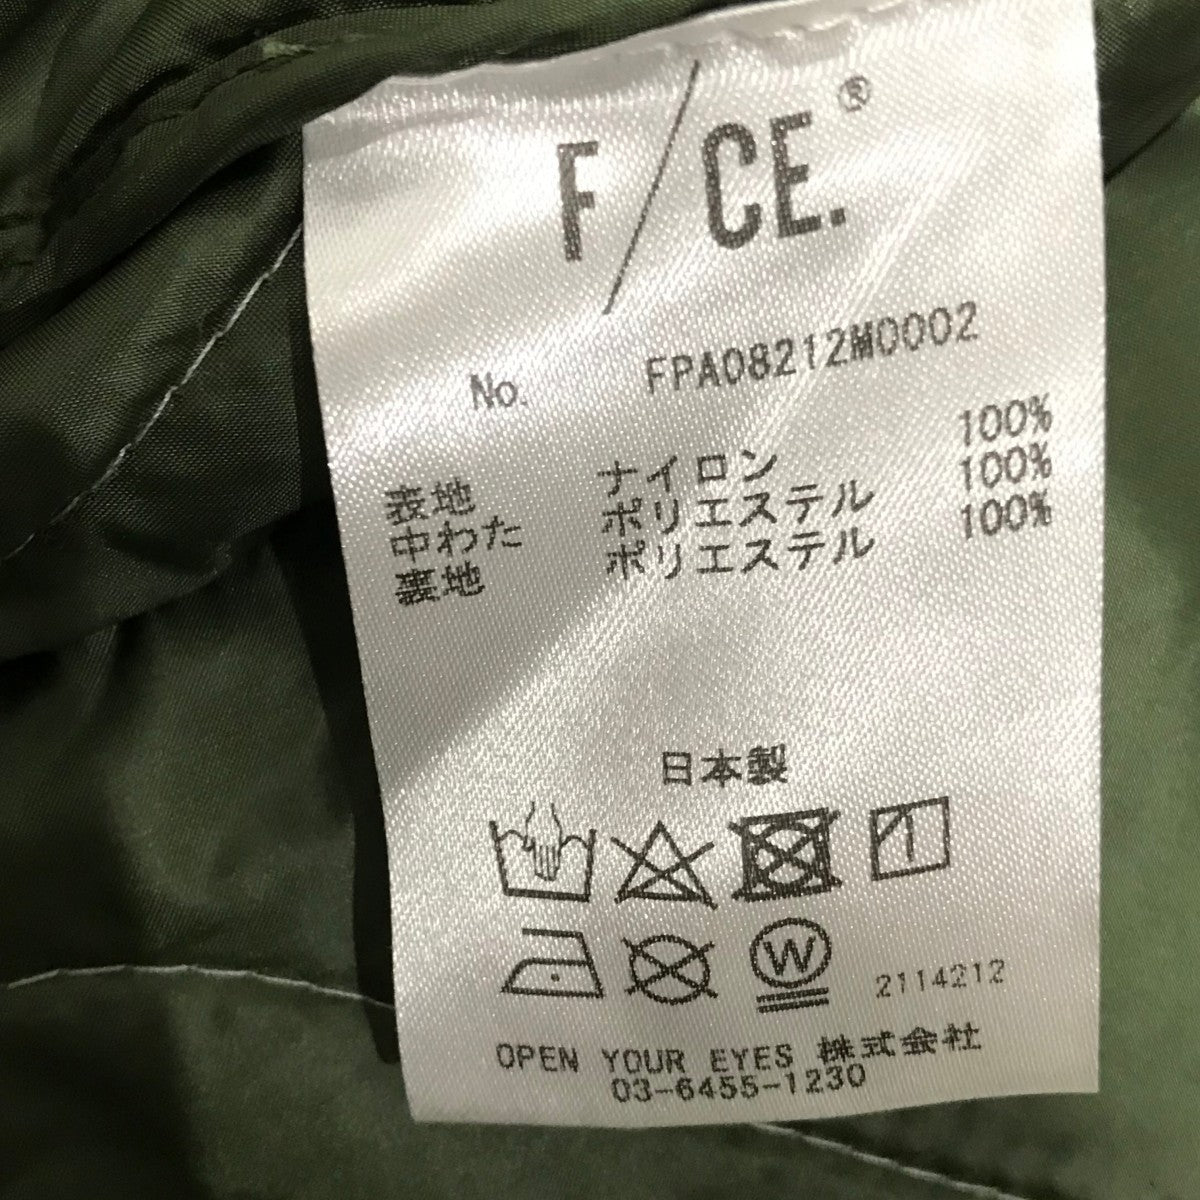 F/CE.®
No. FPA08212M0002
表地 ナイロン 100%
中わた ポリエステル 100%
裏地 ポリエステル 100%
日本製
W
2114212
OPEN YOUR EYES 株式会社
03-6455-1230